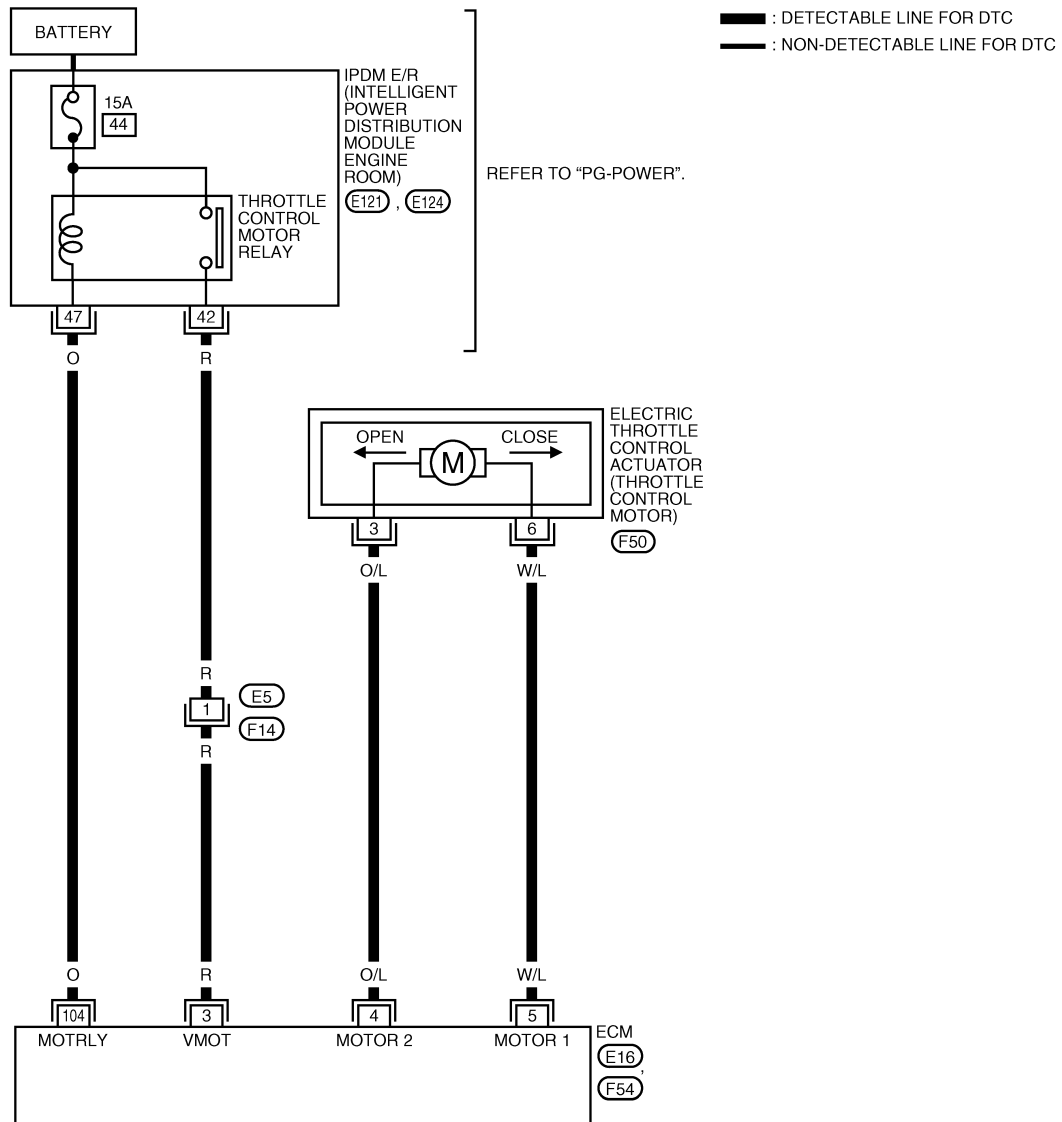 BATTERY
: DETECTABLE LINE FOR DTC
: NON-DETECTABLE LINE FOR DTC
15A
44
IPDM E/R
(INTELLIGENT
POWER
DISTRIBUTION
MODULE
ENGINE
ROOM)
E121 , E124
REFER TO “PG-POWER”.
THROTTLE
CONTROL
MOTOR
RELAY
47
42
O
R
OPEN
CLOSE
M
ELECTRIC
THROTTLE
CONTROL
ACTUATOR
(THROTTLE
CONTROL
MOTOR)
F50
3
6
O/L
W/L
R
1
E5
F14
R
O
R
O/L
W/L
104
3
4
5
MOTRLY
VMOT
MOTOR 2
MOTOR 1
ECM
E16 ,
F54